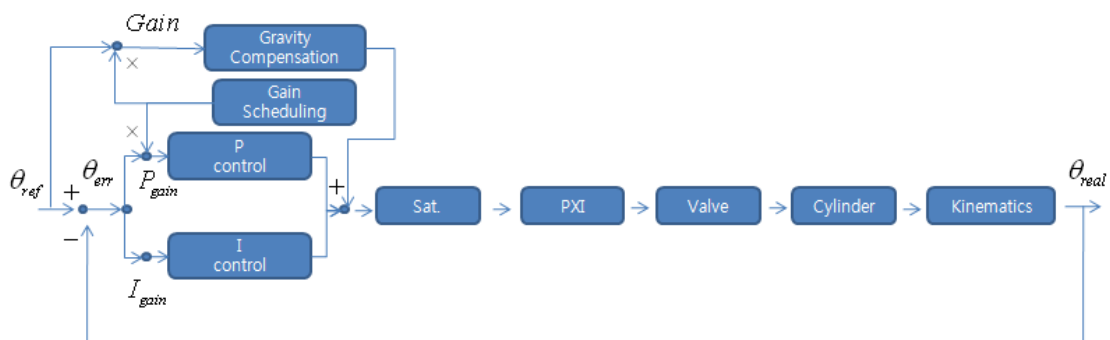 Gain
Gravity
Compensation
×
Gain
Scheduling
×
P
control
θref
+
θerr
Pgain
+
θreal
Sat.
PXI
Valve
Cylinder
Kinematics
−
I
control
Igain